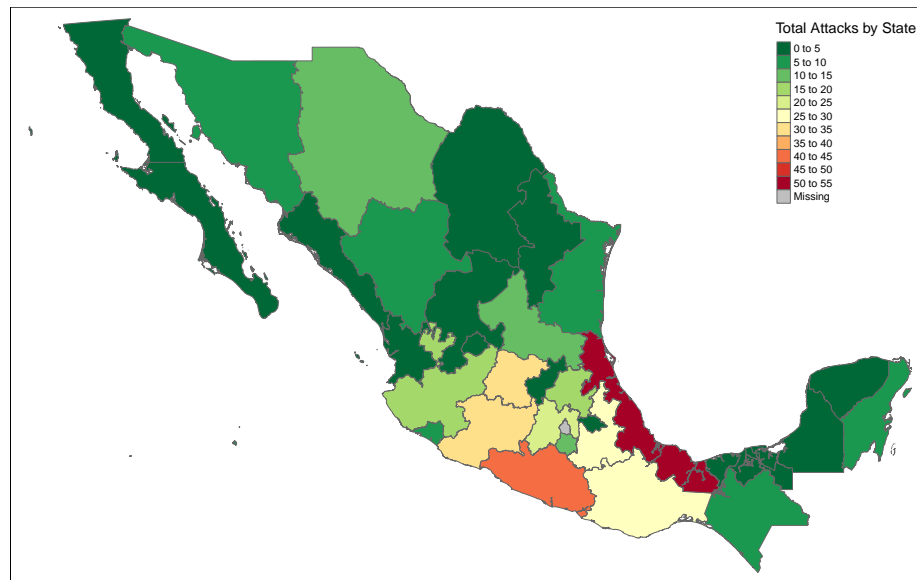 Total Attacks by State
0 to 5
5 to 10
10 to 15
15 to 20
20 to 25
25 to 30
30 to 35
35 to 40
40 to 45
45 to 50
50 to 55
Missing